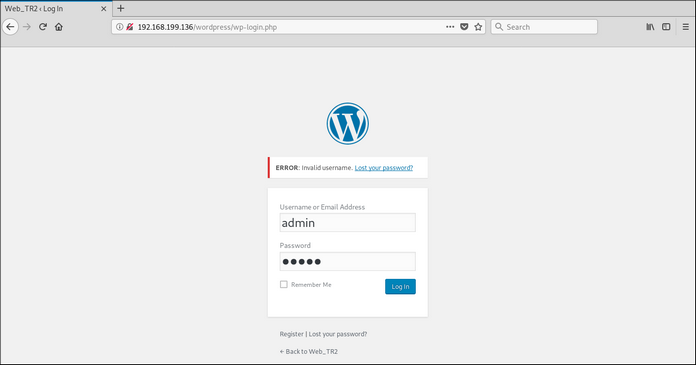 Web_TR2 ‹ Log In
192.168.199.136/wordpress/wp-login.php
Search
ERROR: Invalid username. Lost your password?
Username or Email Address
admin
Password
Remember Me
Log In
Register | Lost your password?
← Back to Web_TR2